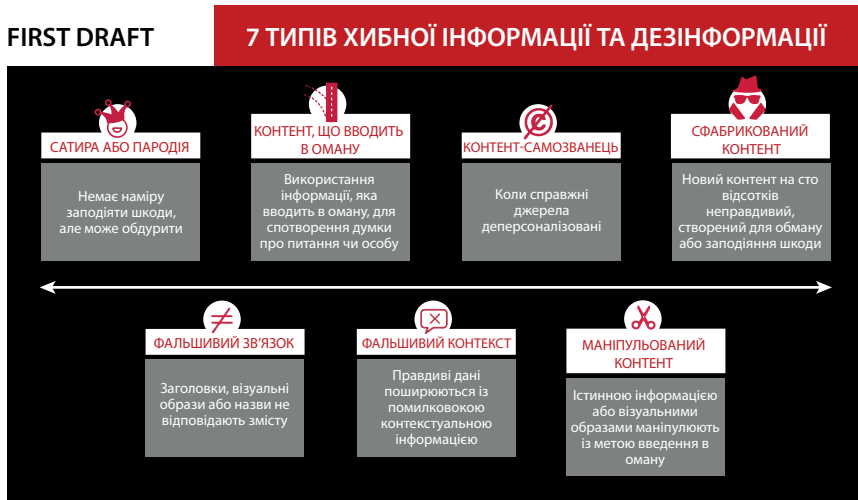 FIRST DRAFT
7 ТИПІВ ХИБНОЇ ІНФОРМАЦІЇ ТА ДЕЗІНФОРМАЦІЇ
САТИРА АБО ПАРОДІЯ
Немає наміру
заподіяти шкоди,
але може обдурити
КОНТЕНТ, ЩО ВВОДИТЬ
В ОМАНУ
Використання
інформації, яка
вводить в оману, для
спотворення думки
про питання чи особу
КОНТЕНТ-САМОЗВАНЕЦЬ
Коли справжні
джерела
деперсоналізовані
СФАБРИКОВАНИЙ
КОНТЕНТ
Новий контент на сто
відсотків
неправдивий,
створений для обману
або заподіяння шкоди
ФАЛЬШИВИЙ ЗВ'ЯЗОК
Заголовки, візуальні
образи або назви не
відповідають змісту
ФАЛЬШИВИЙ КОНТЕКСТ
Правдиві дані
поширюються із
помилковокою
контекстуальною
інформацією
МАНІПУЛЬОВАНИЙ
КОНТЕНТ
Істинною інформацією
або візуальними
образами маніпулюють
із метою введення в
оману